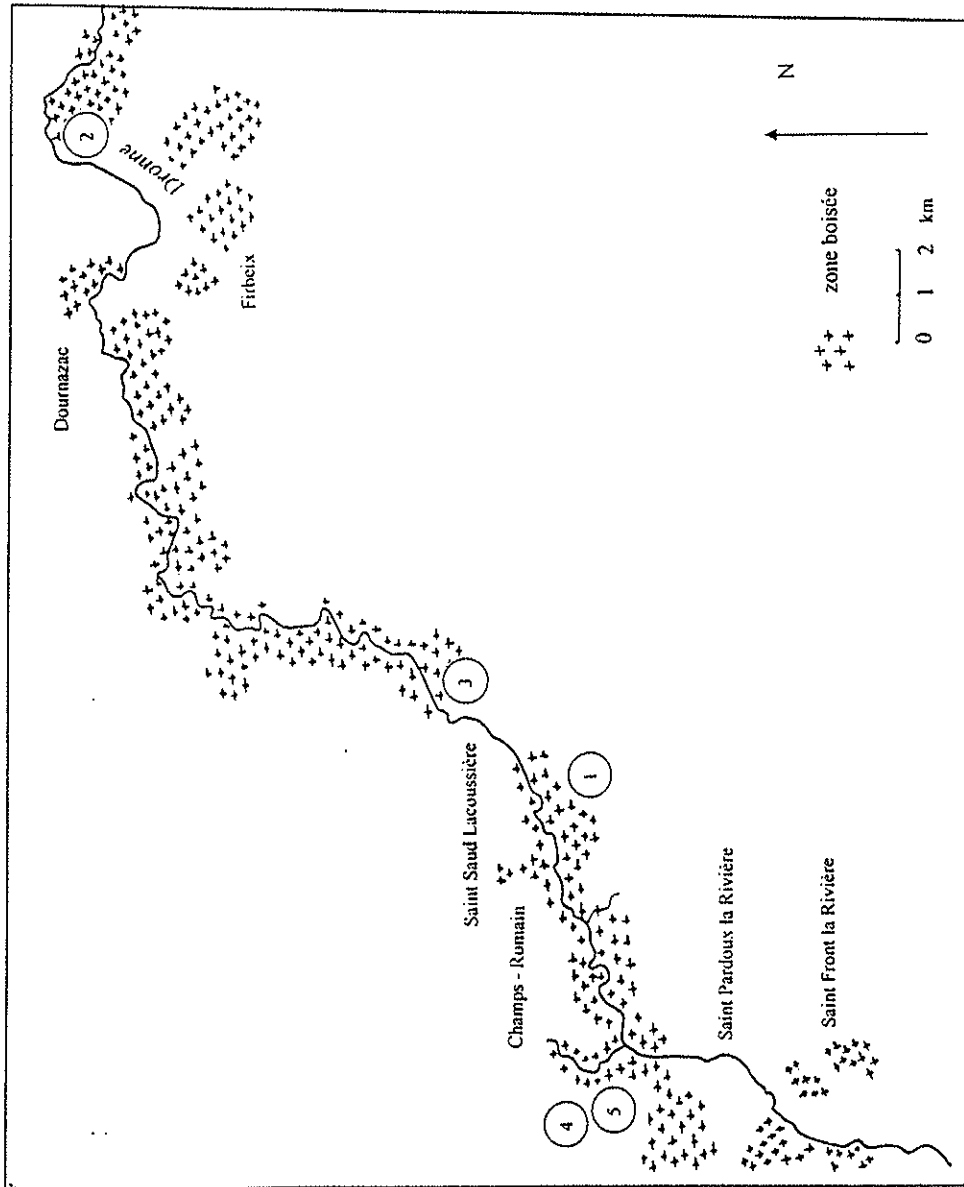 Dournazac
2
Dronne
Firbeix
3
Saint Saud Lacoussière
1
Champs - Romain
4
5
Saint Pardoux la Rivière
Saint Front la Rivière
N
zone boisée
0 1 2 km